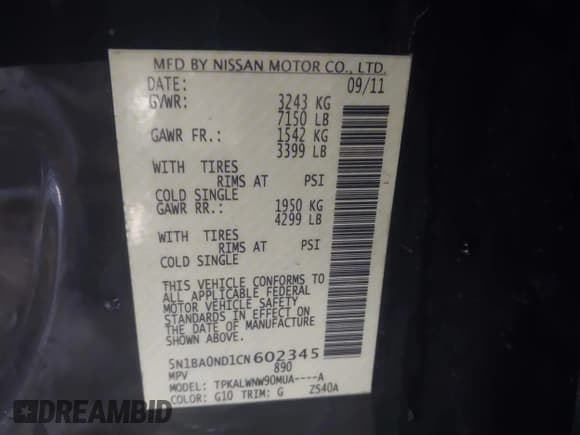 MFD BY NISSAN MOTOR CO., LTD.
DATE: 09/11
GVWR: 3243 KG
7150 LB
GAWR FR.: 1542 KG
3399 LB
WITH TIRES
RIMS AT PSI
COLD SINGLE
GAWR RR.: 1950 KG
4299 LB
WITH TIRES
RIMS AT PSI
COLD SINGLE
THIS VEHICLE CONFORMS TO
ALL APPLICABLE FEDERAL
MOTOR VEHICLE SAFETY
STANDARDS IN EFFECT ON
THE DATE OF MANUFACTURE
SHOWN ABOVE.
5N1BA0ND1CN602345
MPV 890
MODEL: TPKALWNW90MUA----A
COLOR: G10 TRIM: G ZS40A
DREAMBID